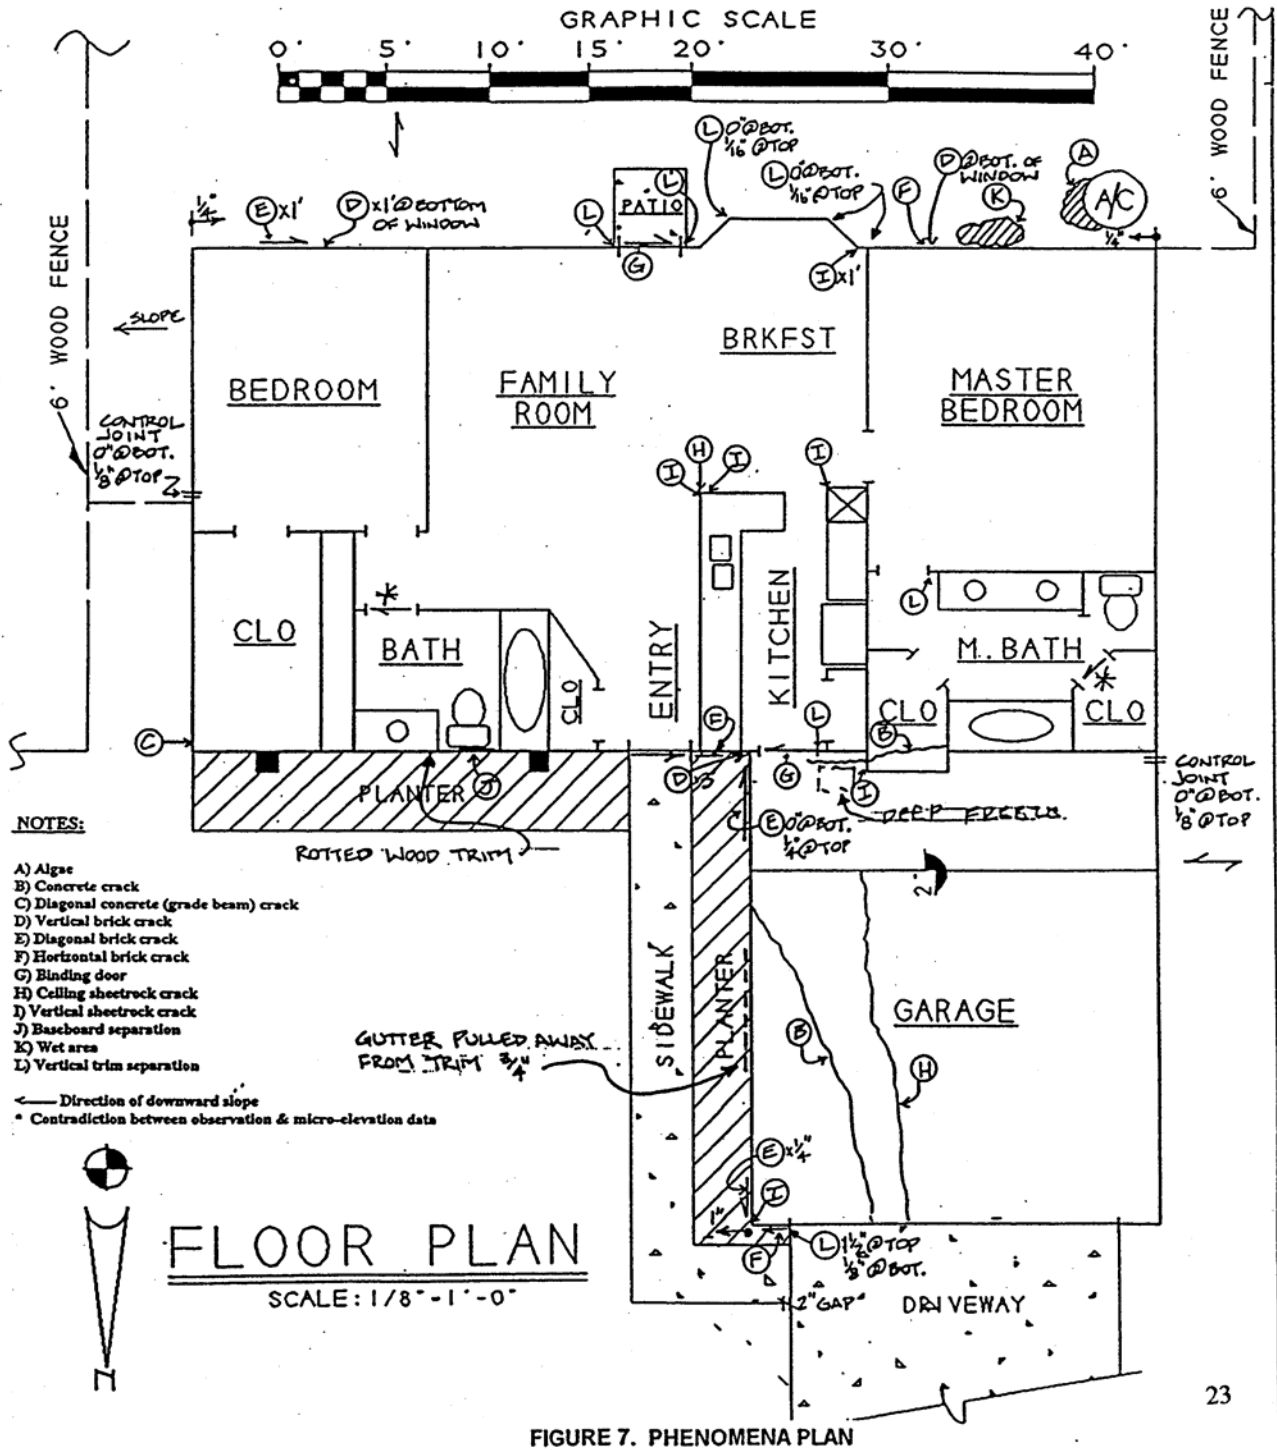 GRAPHIC SCALE
0' 5' 10' 15' 20' 30' 40'
6' WOOD FENCE
6' WOOD FENCE
L 0"@BOT.
1/16"@TOP
L 0"@BOT.
1/16"@TOP
F
D @BOT. OF
WINDOW
K
A
A/C
1/4"
1/4"
E x1'
D x1'@BOTTOM
OF WINDOW
L
L
PATIO
G
I x1'
SLOPE
BRKFST
BEDROOM
FAMILY
ROOM
MASTER
BEDROOM
CONTROL
JOINT
0"@BOT.
1/8"@TOP
H
I
I
I
L
*
CLO
BATH
CLO
ENTRY
KITCHEN
M. BATH
*
CLO
CLO
C
F
L
B
D
G
I
J
PLANTER
DEEP FREEZE
E 0"@BOT.
1/4"@TOP
CONTROL
JOINT
0"@BOT.
1/8"@TOP
ROTTED WOOD TRIM
2'
NOTES:
A) Algae
B) Concrete crack
C) Diagonal concrete (grade beam) crack
D) Vertical brick crack
E) Diagonal brick crack
F) Horizontal brick crack
G) Binding door
H) Ceiling sheetrock crack
I) Vertical sheetrock crack
J) Baseboard separation
K) Wet area
L) Vertical trim separation
Direction of downward slope
* Contradiction between observation & micro-elevation data
SIDEWALK
PLANTER
GARAGE
GUTTER PULLED AWAY
FROM TRIM 3/4"
B
H
E x1/4"
I
1"
F
L 1 1/2"@TOP
1/8"@BOT.
2" GAP
DRIVEWAY
N
FLOOR PLAN
SCALE: 1/8"-1'-0"
23
FIGURE 7. PHENOMENA PLAN